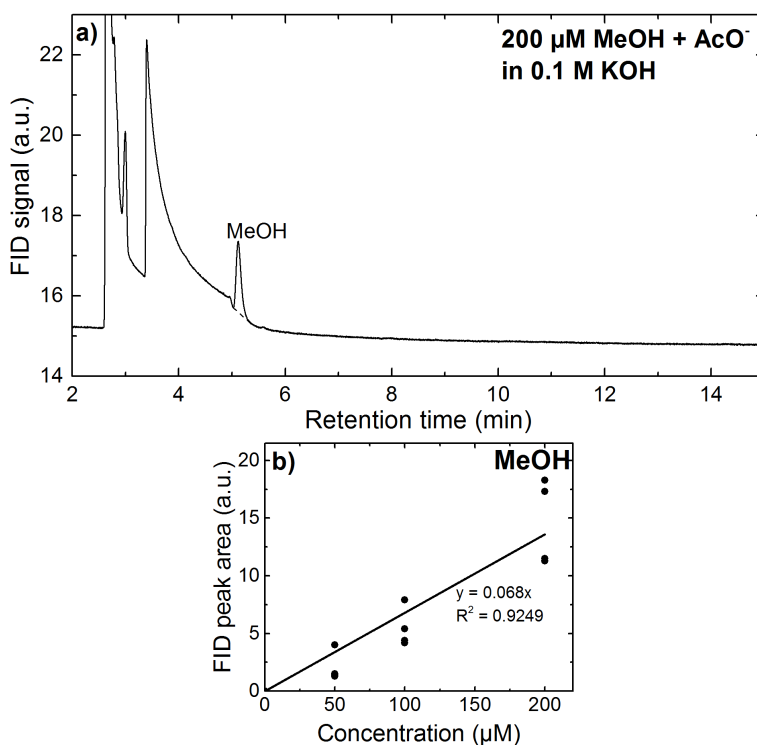 a)
200 µM MeOH + AcO⁻
in 0.1 M KOH
MeOH
FID signal (a.u.)
22
20
18
16
14
2
4
6
8
10
12
14
Retention time (min)
b)
MeOH
FID peak area (a.u.)
20
15
10
5
0
y = 0.068x
R² = 0.9249
0
50
100
150
200
Concentration (µM)